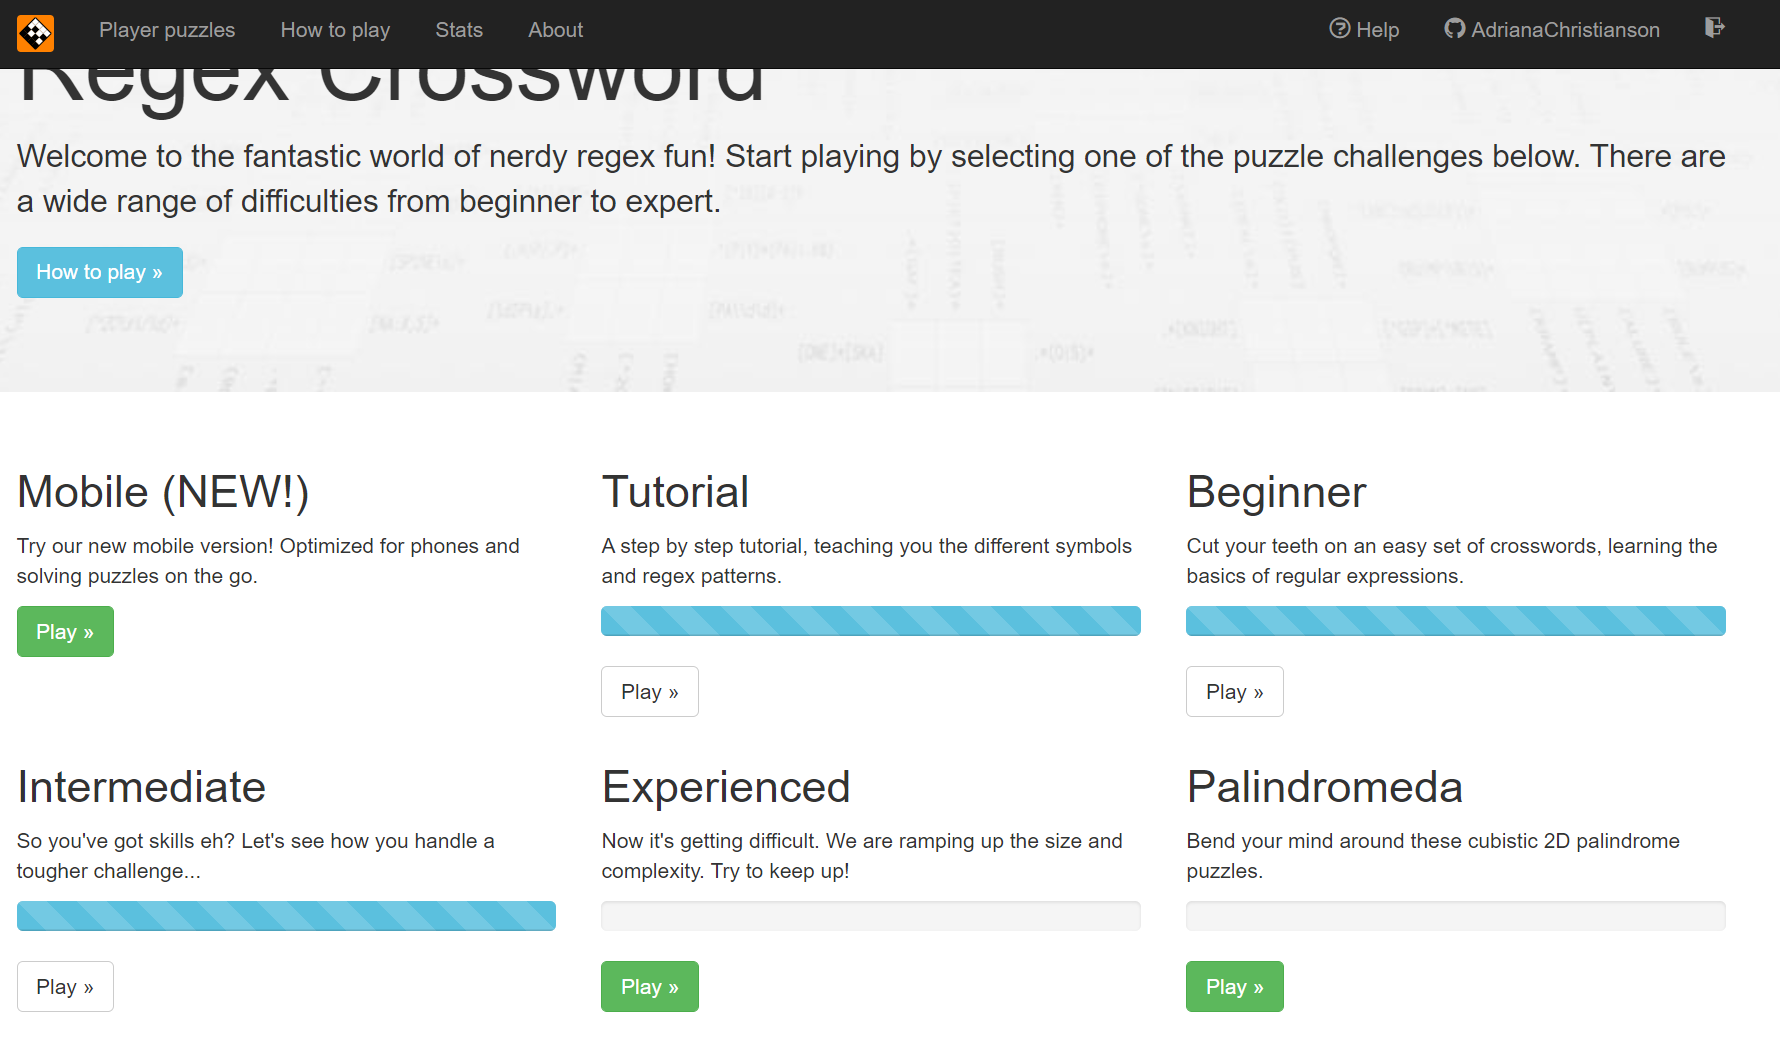 Player puzzles How to play Stats About Help AdrianaChristianson
Regex Crossword
Welcome to the fantastic world of nerdy regex fun! Start playing by selecting one of the puzzle challenges below. There are
a wide range of difficulties from beginner to expert.
How to play »
Mobile (NEW!)
Try our new mobile version! Optimized for phones and
solving puzzles on the go.
Play »
Tutorial
A step by step tutorial, teaching you the different symbols
and regex patterns.
Play »
Beginner
Cut your teeth on an easy set of crosswords, learning the
basics of regular expressions.
Play »
Intermediate
So you've got skills eh? Let's see how you handle a
tougher challenge...
Play »
Experienced
Now it's getting difficult. We are ramping up the size and
complexity. Try to keep up!
Play »
Palindromeda
Bend your mind around these cubistic 2D palindrome
puzzles.
Play »